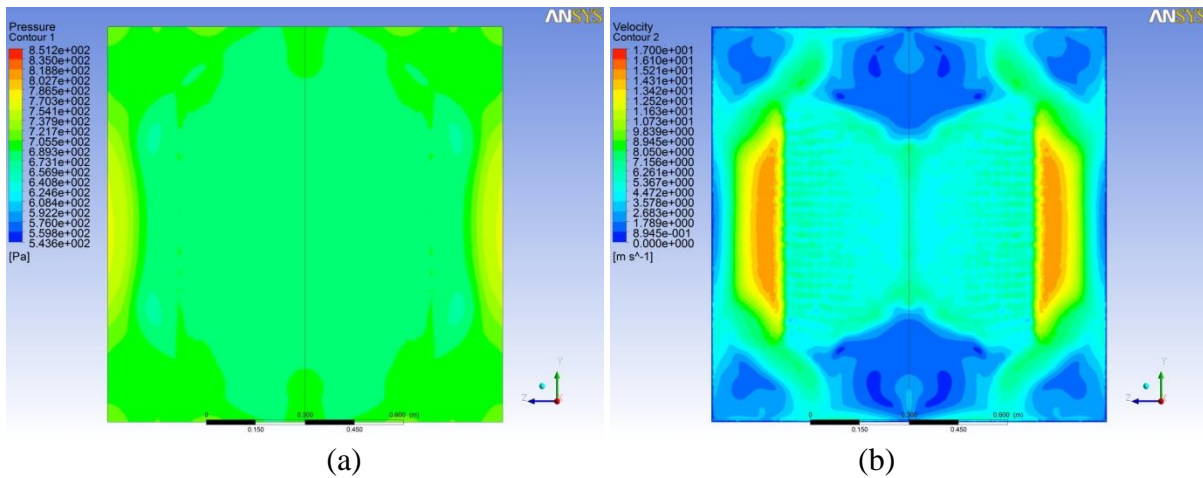 Pressure
Contour 1
8.512e+002
8.350e+002
8.188e+002
8.027e+002
7.865e+002
7.703e+002
7.541e+002
7.379e+002
7.217e+002
7.055e+002
6.893e+002
6.731e+002
6.569e+002
6.408e+002
6.246e+002
6.084e+002
5.922e+002
5.760e+002
5.598e+002
5.436e+002
[Pa]
ANSYS
Y
Z
X
0 0.300 0.600 (m)
0.150 0.450
(a)
Velocity
Contour 2
1.700e+001
1.610e+001
1.521e+001
1.431e+001
1.342e+001
1.252e+001
1.163e+001
1.073e+001
9.839e+000
8.945e+000
8.050e+000
7.156e+000
6.261e+000
5.367e+000
4.472e+000
3.578e+000
2.683e+000
1.789e+000
8.945e-001
0.000e+000
[m s^-1]
ANSYS
Y
Z
X
0 0.300 0.600 (m)
0.150 0.450
(b)